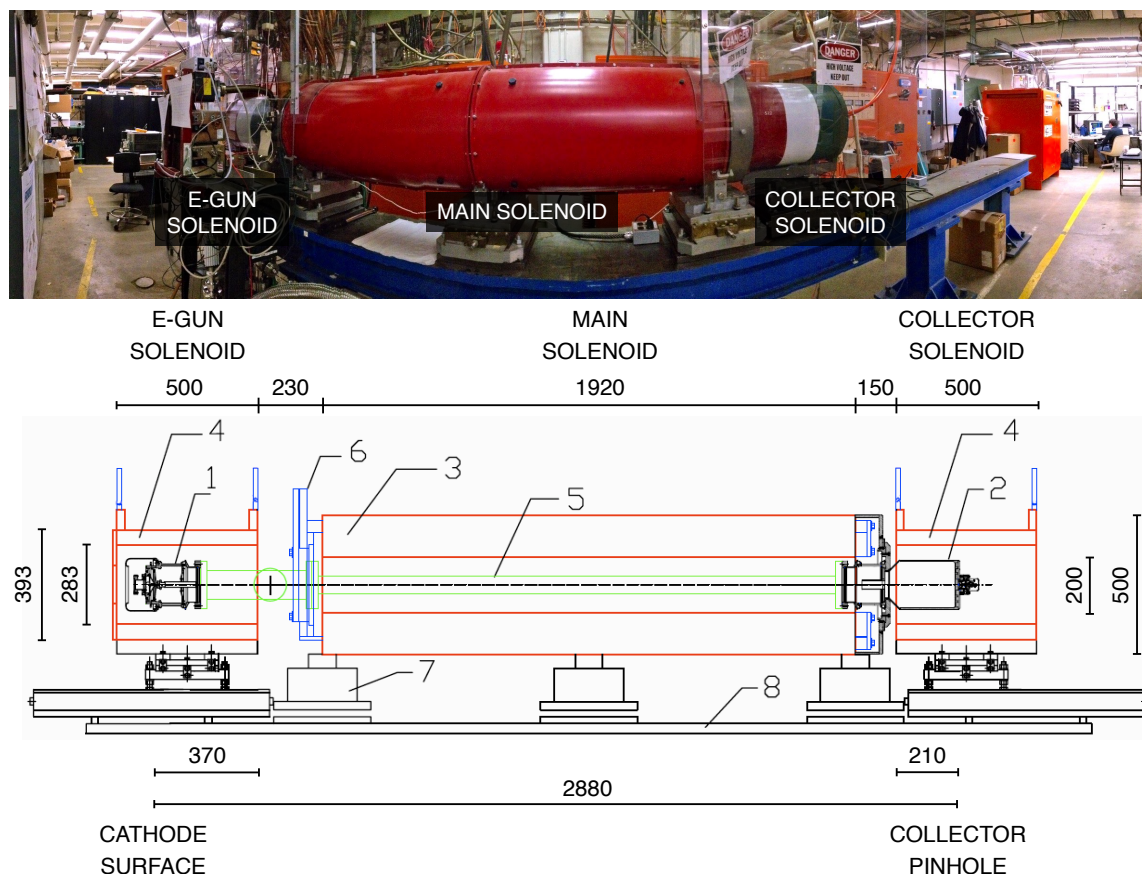 DANGER
DANGER
HIGH VOLTAGE
KEEP OUT
E-GUN
SOLENOID
MAIN SOLENOID
COLLECTOR
SOLENOID
E-GUN
SOLENOID
MAIN
SOLENOID
COLLECTOR
SOLENOID
500
230
1920
150
500
4
1
6
3
5
4
2
393
283
200
500
7
8
370
210
2880
CATHODE
SURFACE
COLLECTOR
PINHOLE